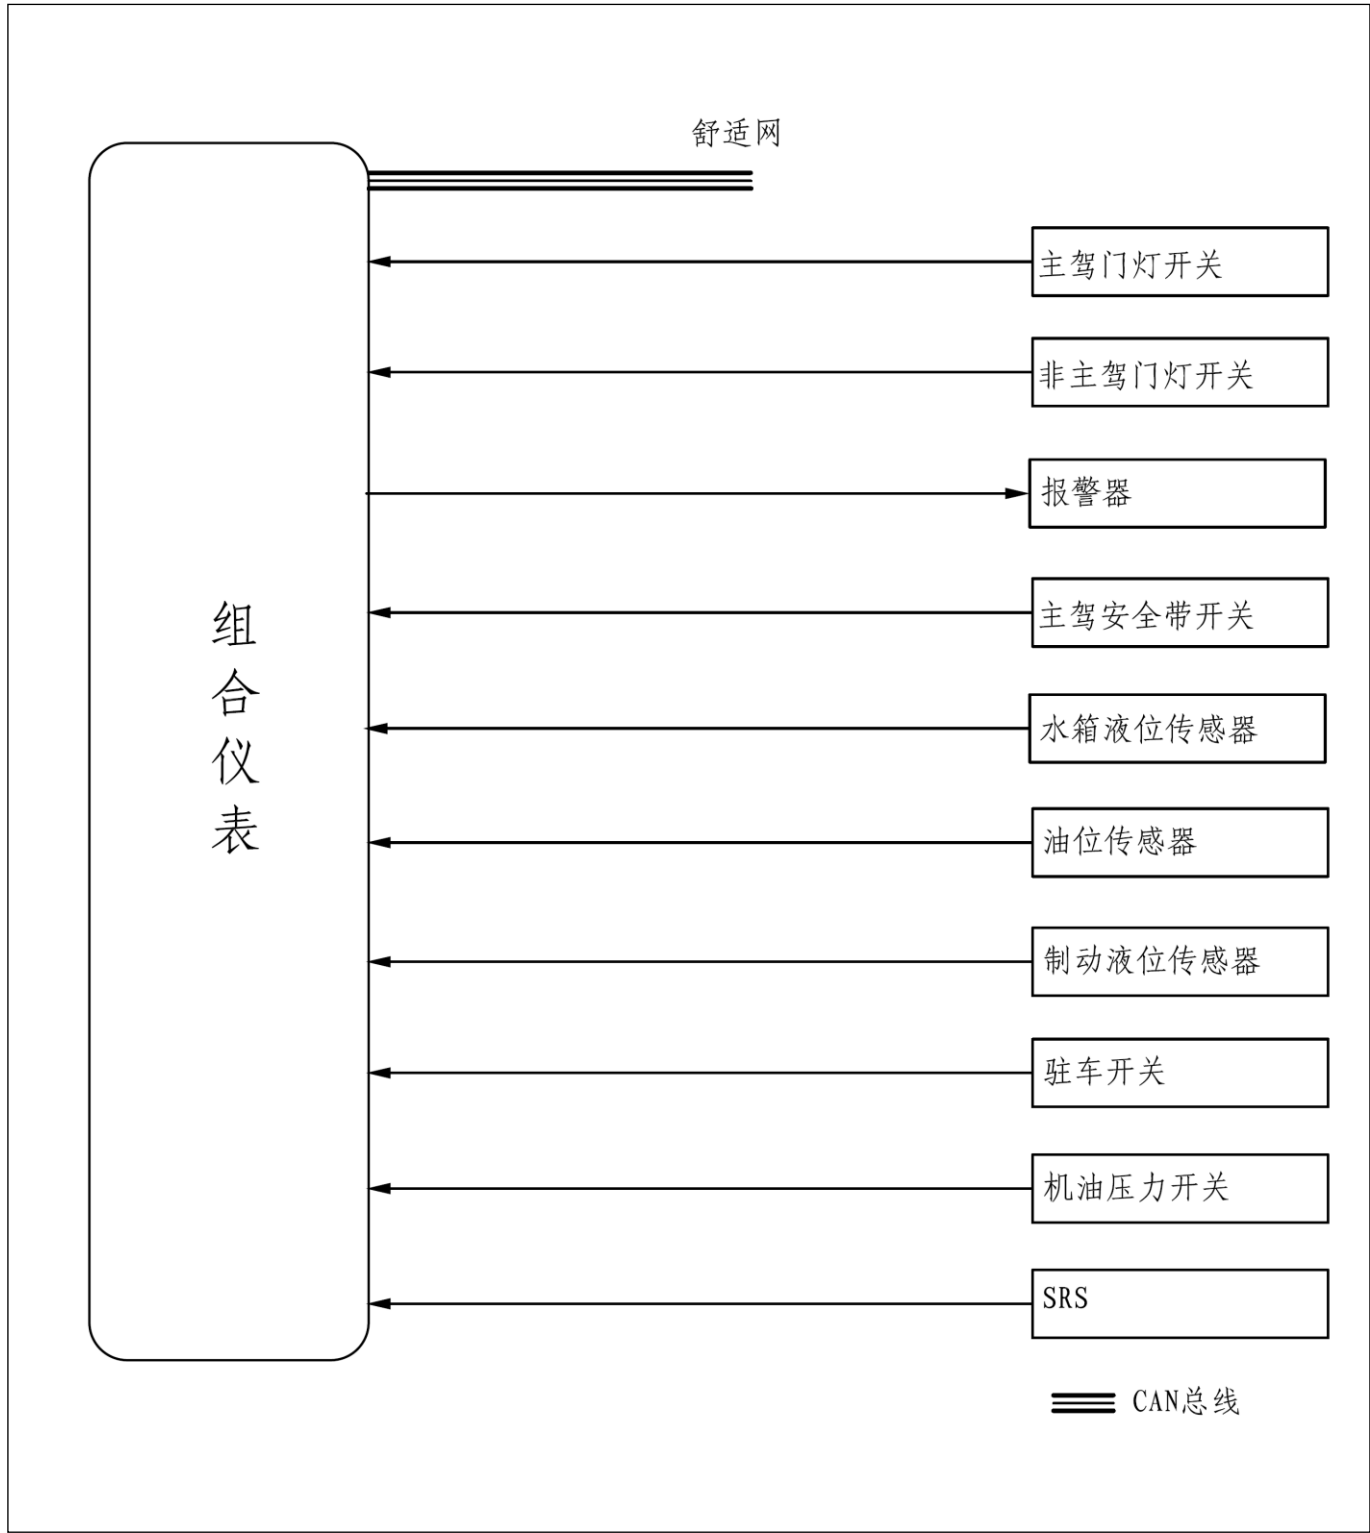 舒适网
主驾门灯开关
非主驾门灯开关
报警器
主驾安全带开关
水箱液位传感器
油位传感器
制动液位传感器
驻车开关
机油压力开关
SRS
组合仪表
CAN总线